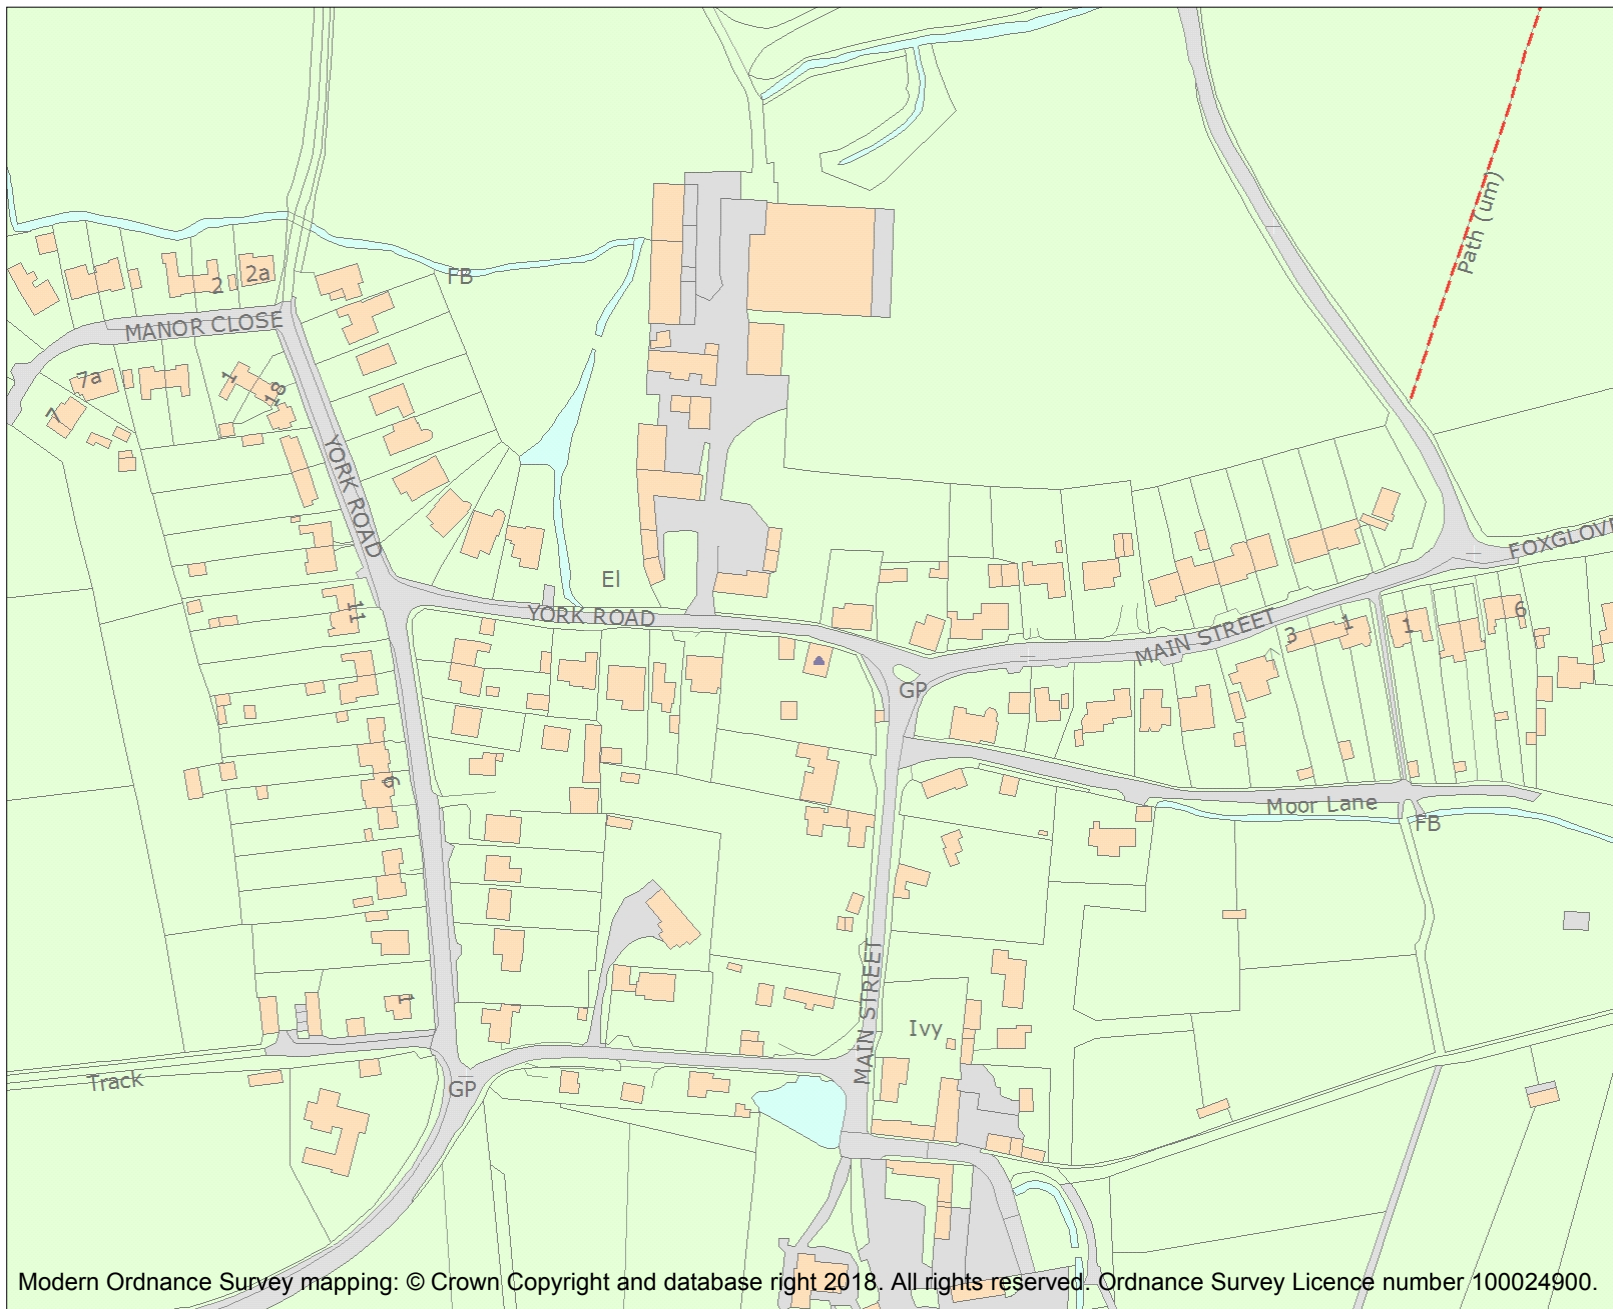 Path (um)
FB
2a
2
MANOR CLOSE
7a
1
18
7
YORK ROAD
FOXGLOVE
El
11
YORK ROAD
MAIN STREET
3
1
1
6
GP
9
Moor Lane
FB
MAIN STREET
1
Ivy
Track
GP
Modern Ordnance Survey mapping: © Crown Copyright and database right 2018. All rights reserved. Ordnance Survey Licence number 100024900.